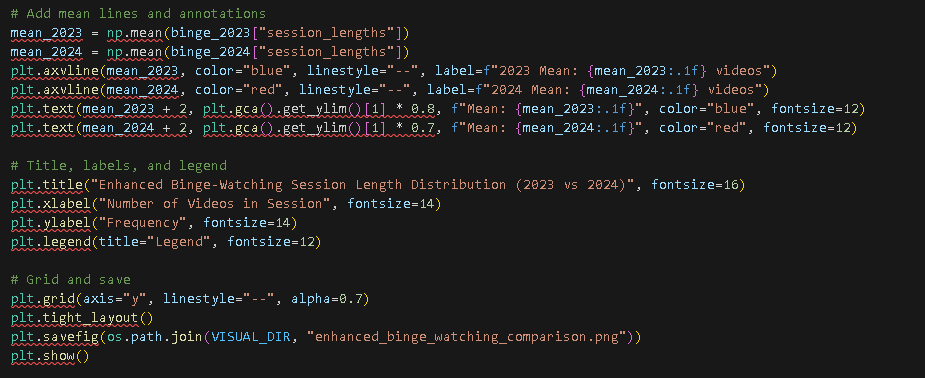 # Add mean lines and annotations
mean_2023 = np.mean(binge_2023["session_lengths"])
mean_2024 = np.mean(binge_2024["session_lengths"])
plt.axvline(mean_2023, color="blue", linestyle="--", label=f"2023 Mean: {mean_2023:.1f} videos")
plt.axvline(mean_2024, color="red", linestyle="--", label=f"2024 Mean: {mean_2024:.1f} videos")
plt.text(mean_2023 + 2, plt.gca().get_ylim()[1] * 0.8, f"Mean: {mean_2023:.1f}", color="blue", fontsize=12)
plt.text(mean_2024 + 2, plt.gca().get_ylim()[1] * 0.7, f"Mean: {mean_2024:.1f}", color="red", fontsize=12)
# Title, labels, and legend
plt.title("Enhanced Binge-Watching Session Length Distribution (2023 vs 2024)", fontsize=16)
plt.xlabel("Number of Videos in Session", fontsize=14)
plt.ylabel("Frequency", fontsize=14)
plt.legend(title="Legend", fontsize=12)
# Grid and save
plt.grid(axis="y", linestyle="--", alpha=0.7)
plt.tight_layout()
plt.savefig(os.path.join(VISUAL_DIR, "enhanced_binge_watching_comparison.png"))
plt.show()